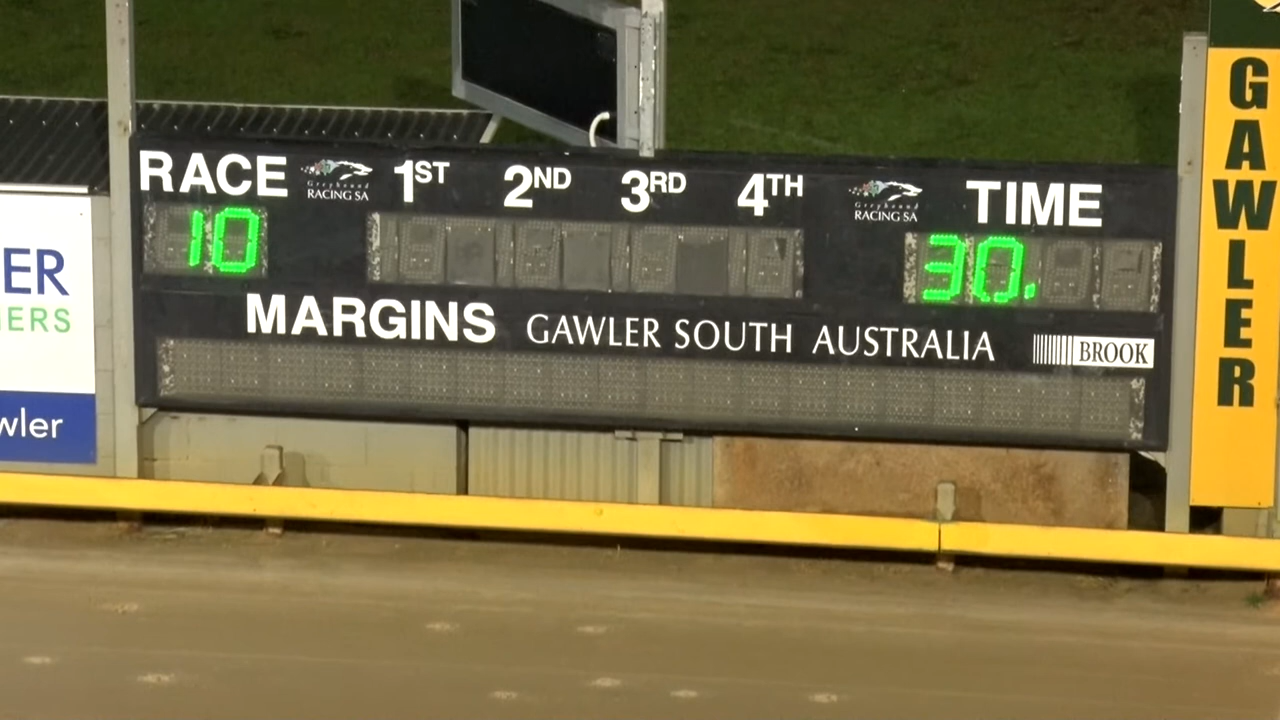 RACE
Greyhound
RACING SA
1ST 2ND 3RD 4TH
Greyhound
RACING SA
TIME
10
30.
MARGINS
GAWLER SOUTH AUSTRALIA
BROOK
GAWLER
ER
ERS
wler